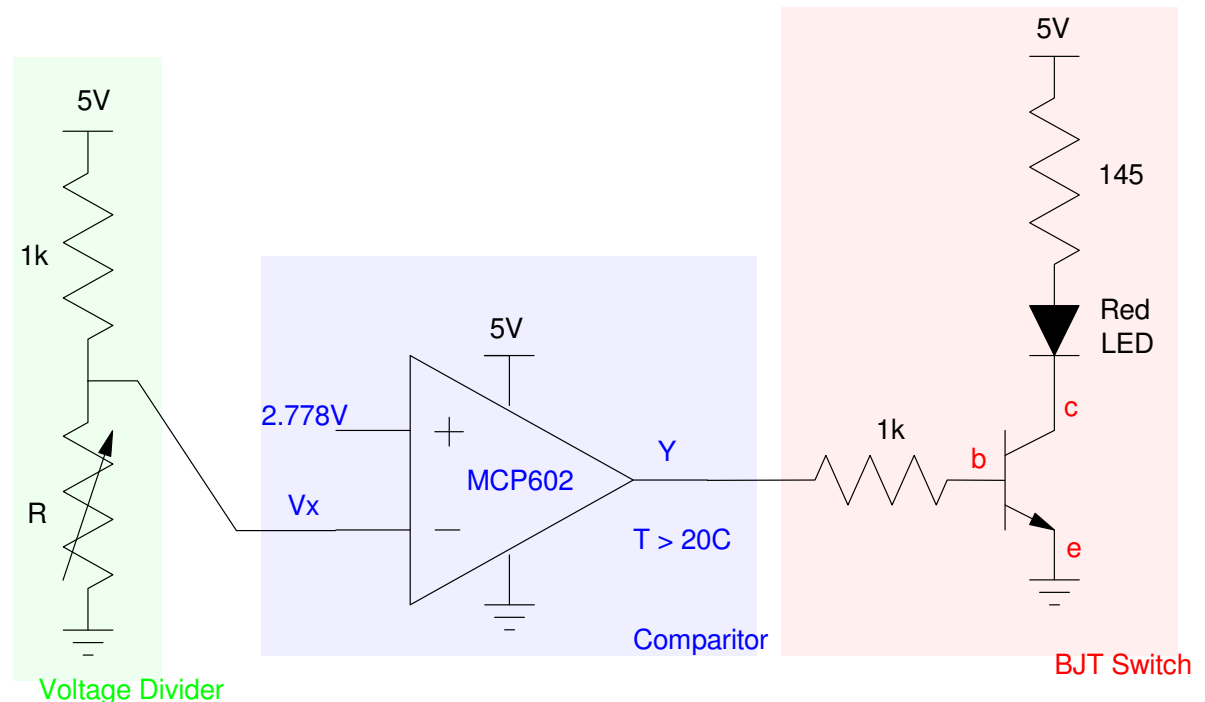 5V
1k
R
Voltage Divider
5V
2.778V
+
MCP602
Vx
−
Y
T > 20C
Comparitor
5V
145
Red
LED
c
1k
b
e
BJT Switch